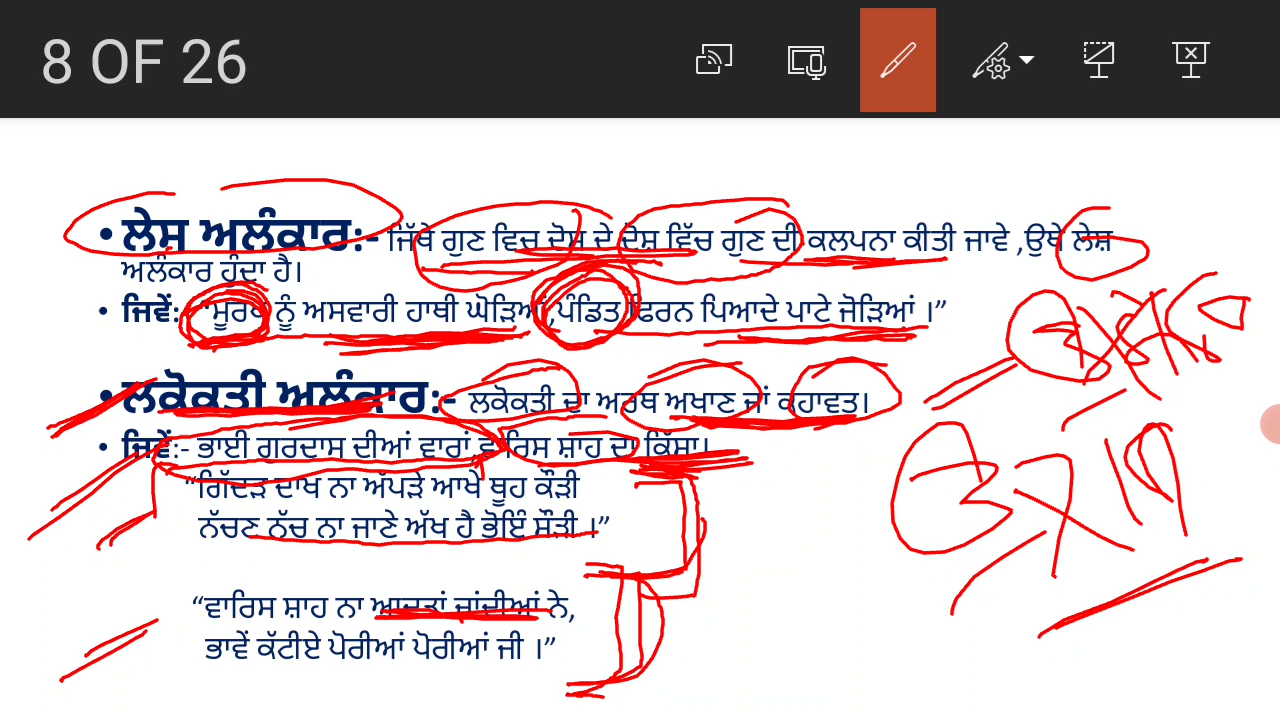 8 OF 26
• ਲੇਸ਼ ਅਲੰਕਾਰ:- ਜਿੱਥੇ ਗੁਣ ਵਿਚ ਦੋਸ਼ ਦੇ ਦੋਸ਼ ਵਿੱਚ ਗੁਣ ਦੀ ਕਲਪਨਾ ਕੀਤੀ ਜਾਵੇ ,ਉਥੇ ਲੇਸ਼
ਅਲੰਕਾਰ ਹੁੰਦਾ ਹੈ।
• ਜਿਵੇਂ:- “ਮੂਰਖ ਨੂੰ ਅਸਵਾਰੀ ਹਾਥੀ ਘੋੜਿਆਂ ,ਪੰਡਿਤ ਫਿਰਨ ਪਿਆਦੇ ਪਾਟੇ ਜੋੜਿਆਂ ।”
• ਲਕੋਕਤੀ ਅਲੰਕਾਰ:- ਲਕੋਕਤੀ ਦਾ ਅਰਥ ਅਖਾਣ ਜਾਂ ਕਹਾਵਤ।
• ਜਿਵੇਂ:- ਭਾਈ ਗੁਰਦਾਸ ਦੀਆਂ ਵਾਰਾਂ,ਵਾਰਿਸ ਸ਼ਾਹ ਦਾ ਕਿੱਸਾ।
“ਗਿੱਦੜ ਦਾਖ ਨਾ ਅੱਪੜੇ ਆਖੇ ਥੂਹ ਕੌੜੀ
ਨੱਚਣ ਨੱਚ ਨਾ ਜਾਣੇ ਅੱਖ ਹੈ ਭੋਇੰ ਸੌੜੀ ।”
“ਵਾਰਿਸ ਸ਼ਾਹ ਨਾ ਆਦਤਾਂ ਜਾਂਦੀਆਂ ਨੇ,
ਭਾਵੇਂ ਕੱਟੀਏ ਪੋਰੀਆਂ ਪੋਰੀਆਂ ਜੀ ।”